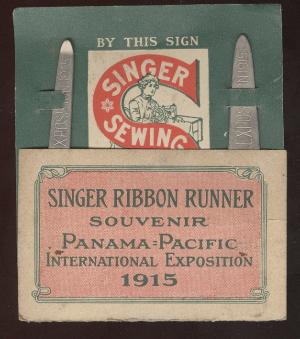 BY THIS SIGN
SINGER
SEWING
SINGER RIBBON RUNNER
SOUVENIR
PANAMA-PACIFIC
INTERNATIONAL EXPOSITION
1915